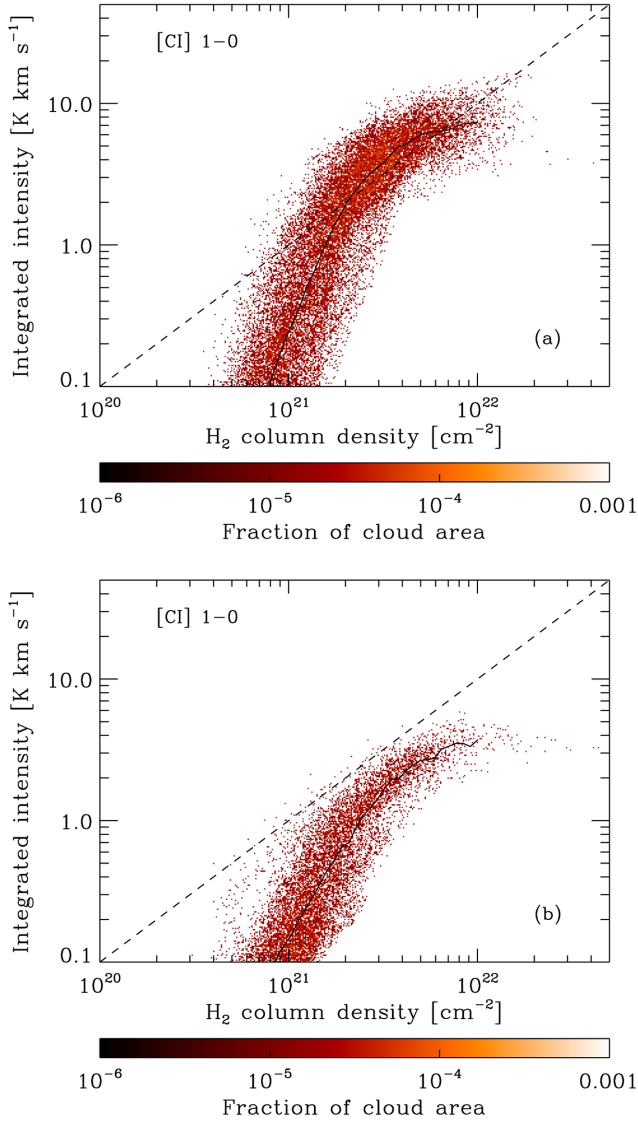 [CI] 1−0
10.0
1.0
0.1
Integrated intensity [K km s⁻¹]
(a)
10²⁰ 10²¹ 10²²
H₂ column density [cm⁻²]
10⁻⁶ 10⁻⁵ 10⁻⁴ 0.001
Fraction of cloud area
[CI] 1−0
10.0
1.0
0.1
Integrated intensity [K km s⁻¹]
(b)
10²⁰ 10²¹ 10²²
H₂ column density [cm⁻²]
10⁻⁶ 10⁻⁵ 10⁻⁴ 0.001
Fraction of cloud area